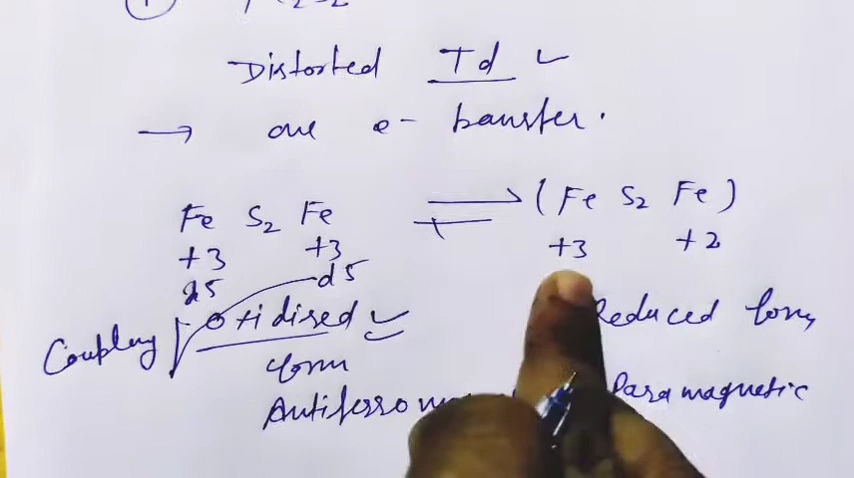 Distorted Td ✓
→ one e- transfer.
Fe S2 Fe ⇌ (Fe S2 Fe)
+3 +3 +3 +2
d5 d5
Coupling Oxidised ✓ Reduced form,
form
Antiferrom Paramagnetic